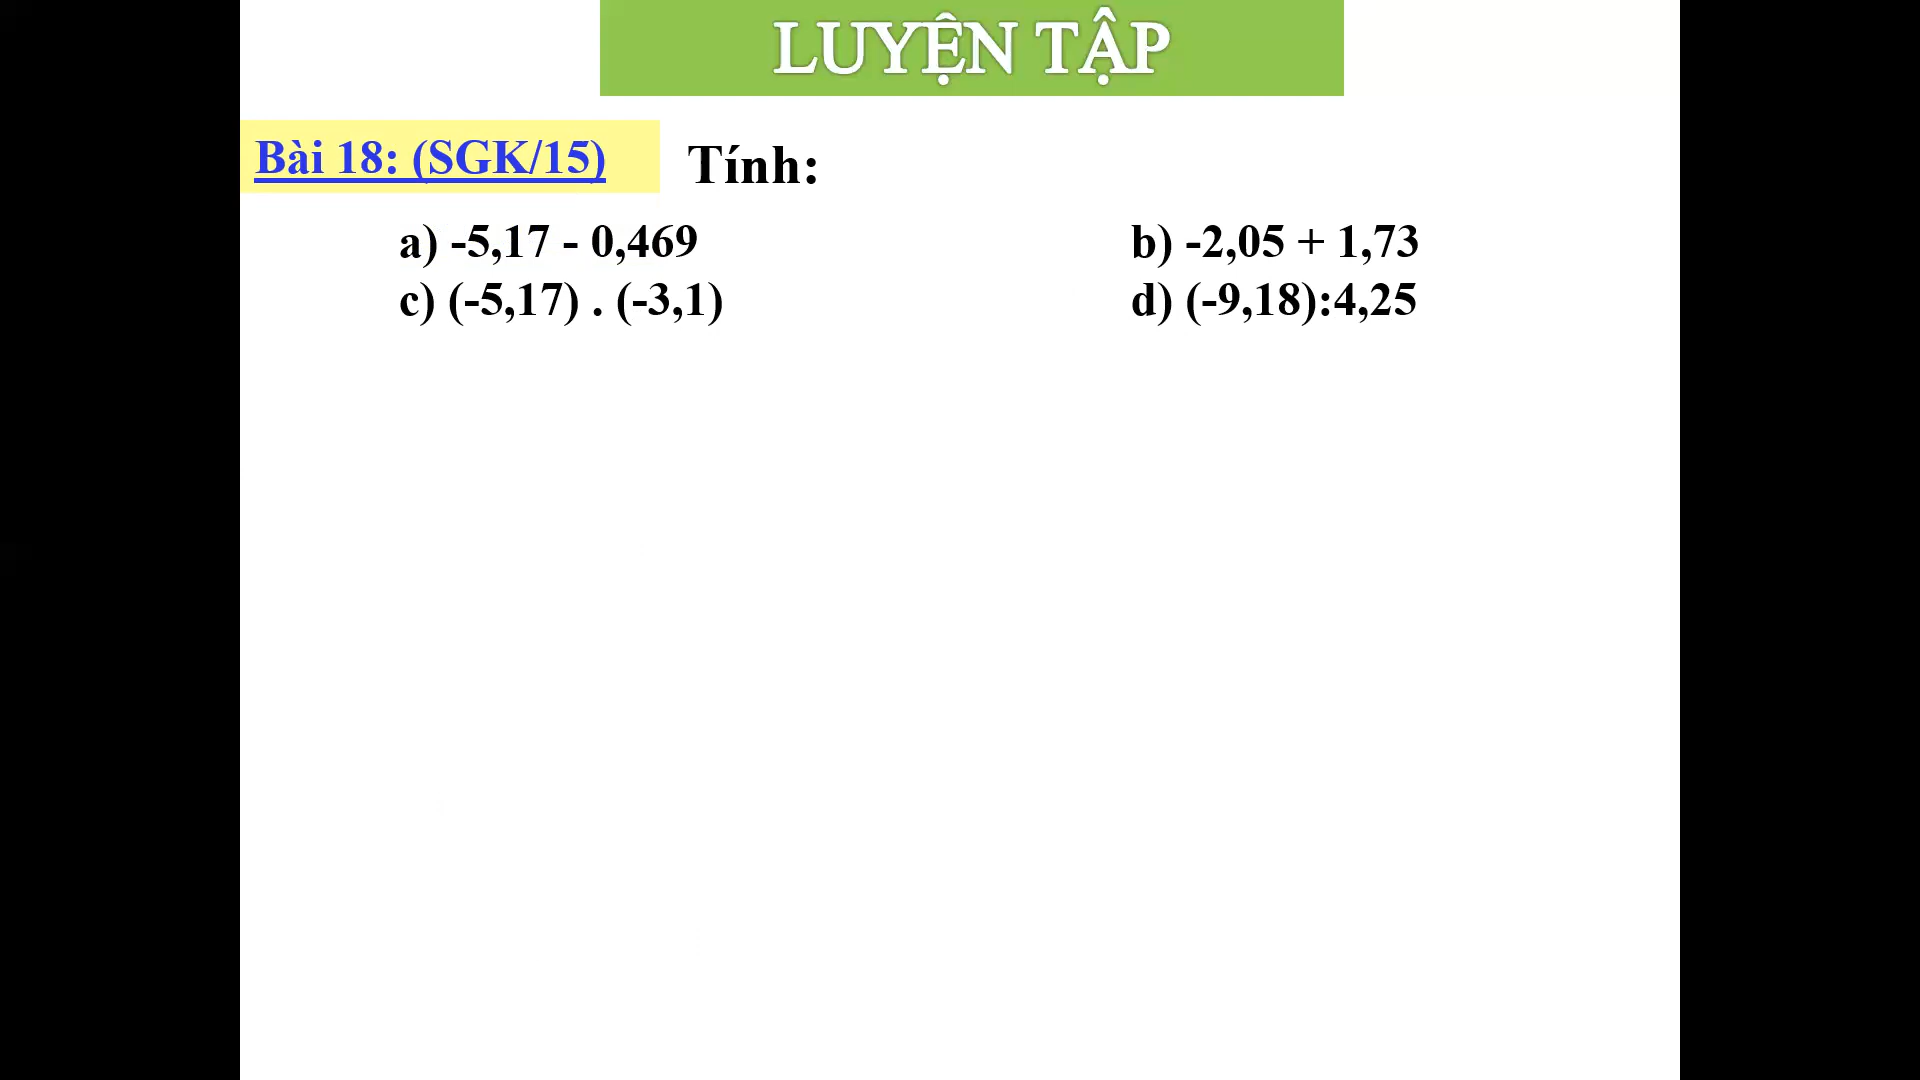 LUYỆN TẬP
Bài 18: (SGK/15) Tính:
a) -5,17 - 0,469 b) -2,05 + 1,73
c) (-5,17) . (-3,1) d) (-9,18):4,25